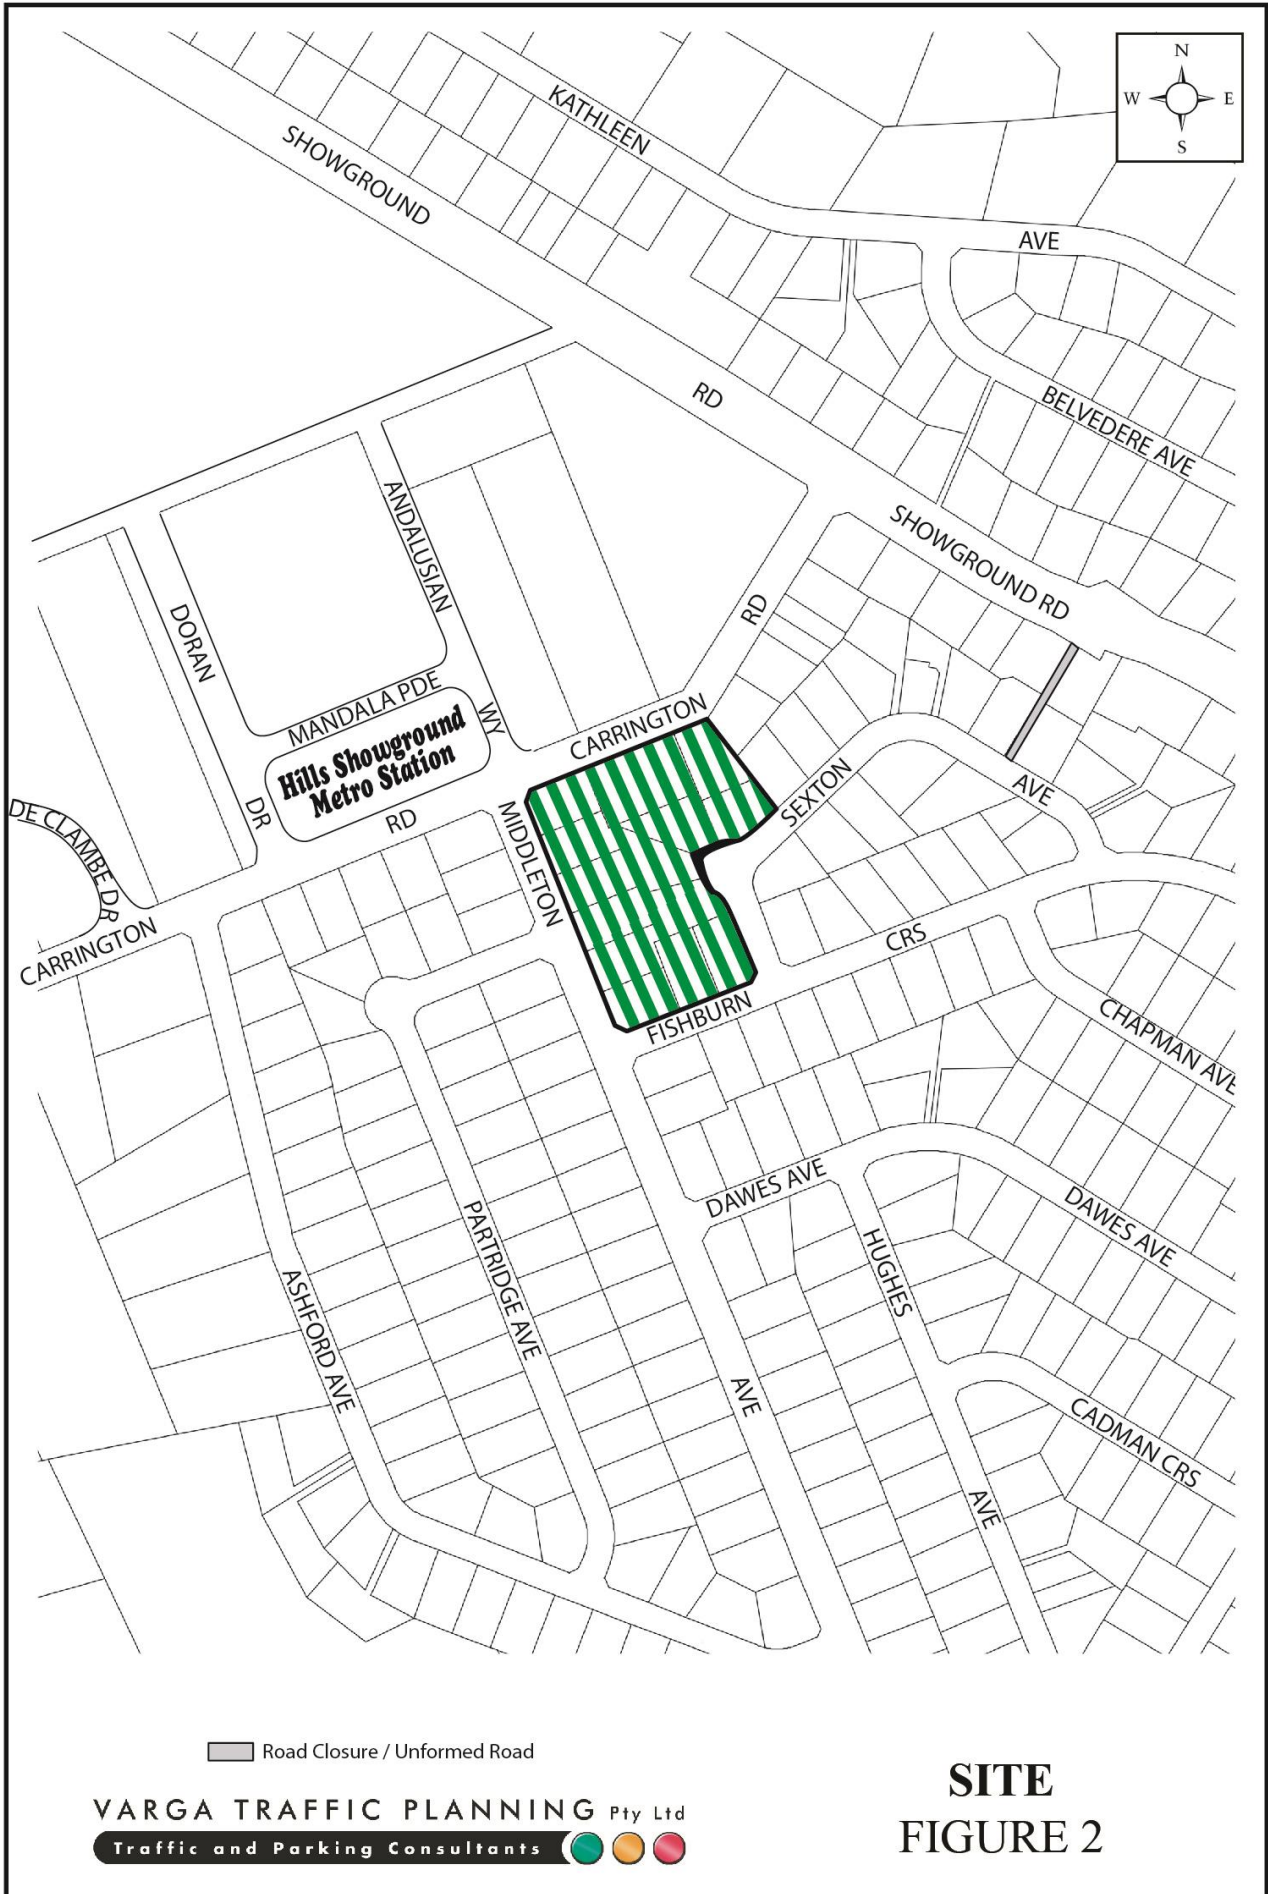 N
W E
S
KATHLEEN
SHOWGROUND
AVE
RD
BELVEDERE AVE
ANDALUSIAN
SHOWGROUND RD
DORAN
RD
MANDALA PDE
WY
CARRINGTON
Hills Showground
Metro Station
SEXTON
AVE
DE CLAMBE DR
DR
RD
MIDDLETON
CARRINGTON
CRS
FISHBURN
CHAPMAN AVE
DAWES AVE
DAWES AVE
PARTRIDGE AVE
HUGHES
ASHFORD AVE
AVE
CADMAN CRS
AVE
Road Closure / Unformed Road
SITE
FIGURE 2
VARGA TRAFFIC PLANNING Pty Ltd
Traffic and Parking Consultants